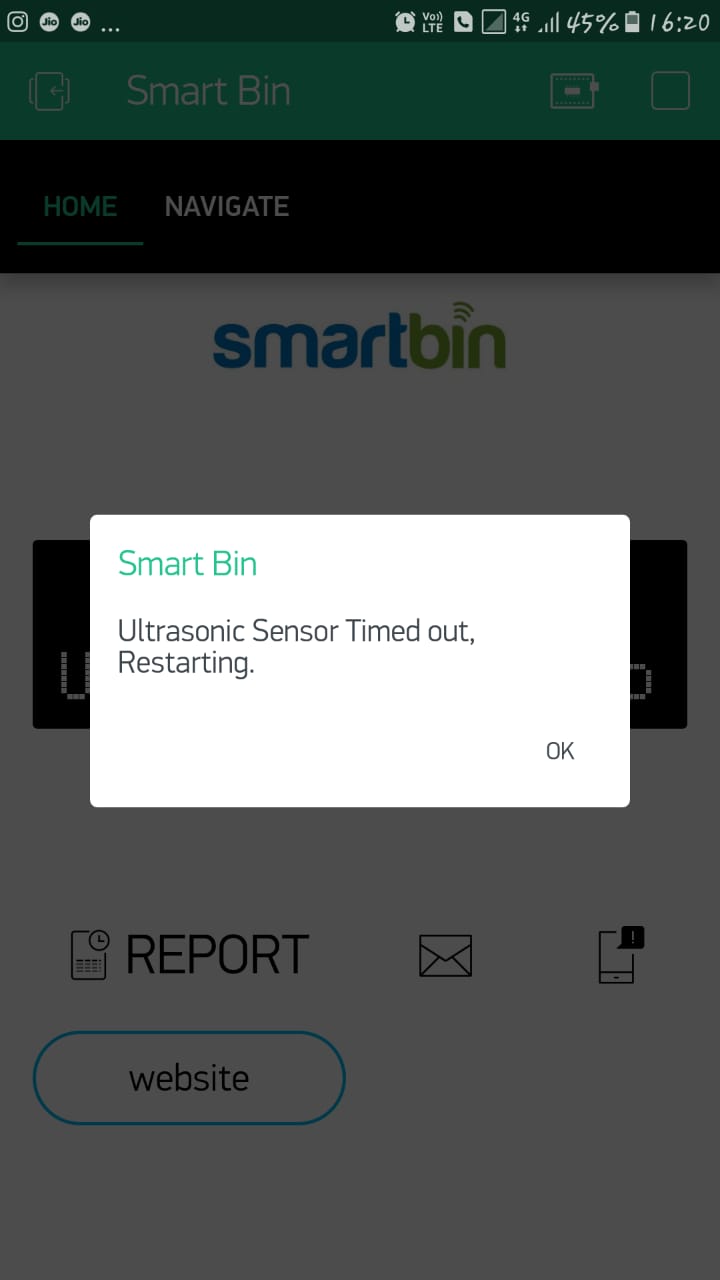 Jio Jio ... Vo)) LTE 4G 45% 16:20
Smart Bin
HOME NAVIGATE
smartbin
Smart Bin
Ultrasonic Sensor Timed out,
Restarting.
OK
REPORT
website